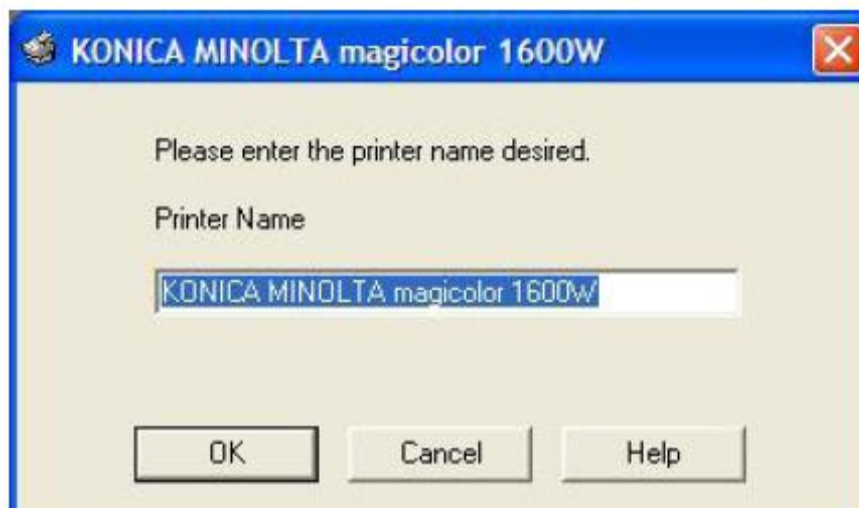 KONICA MINOLTA magicolor 1600W
Please enter the printer name desired.
Printer Name
KONICA MINOLTA magicolor 1600W
OK Cancel Help